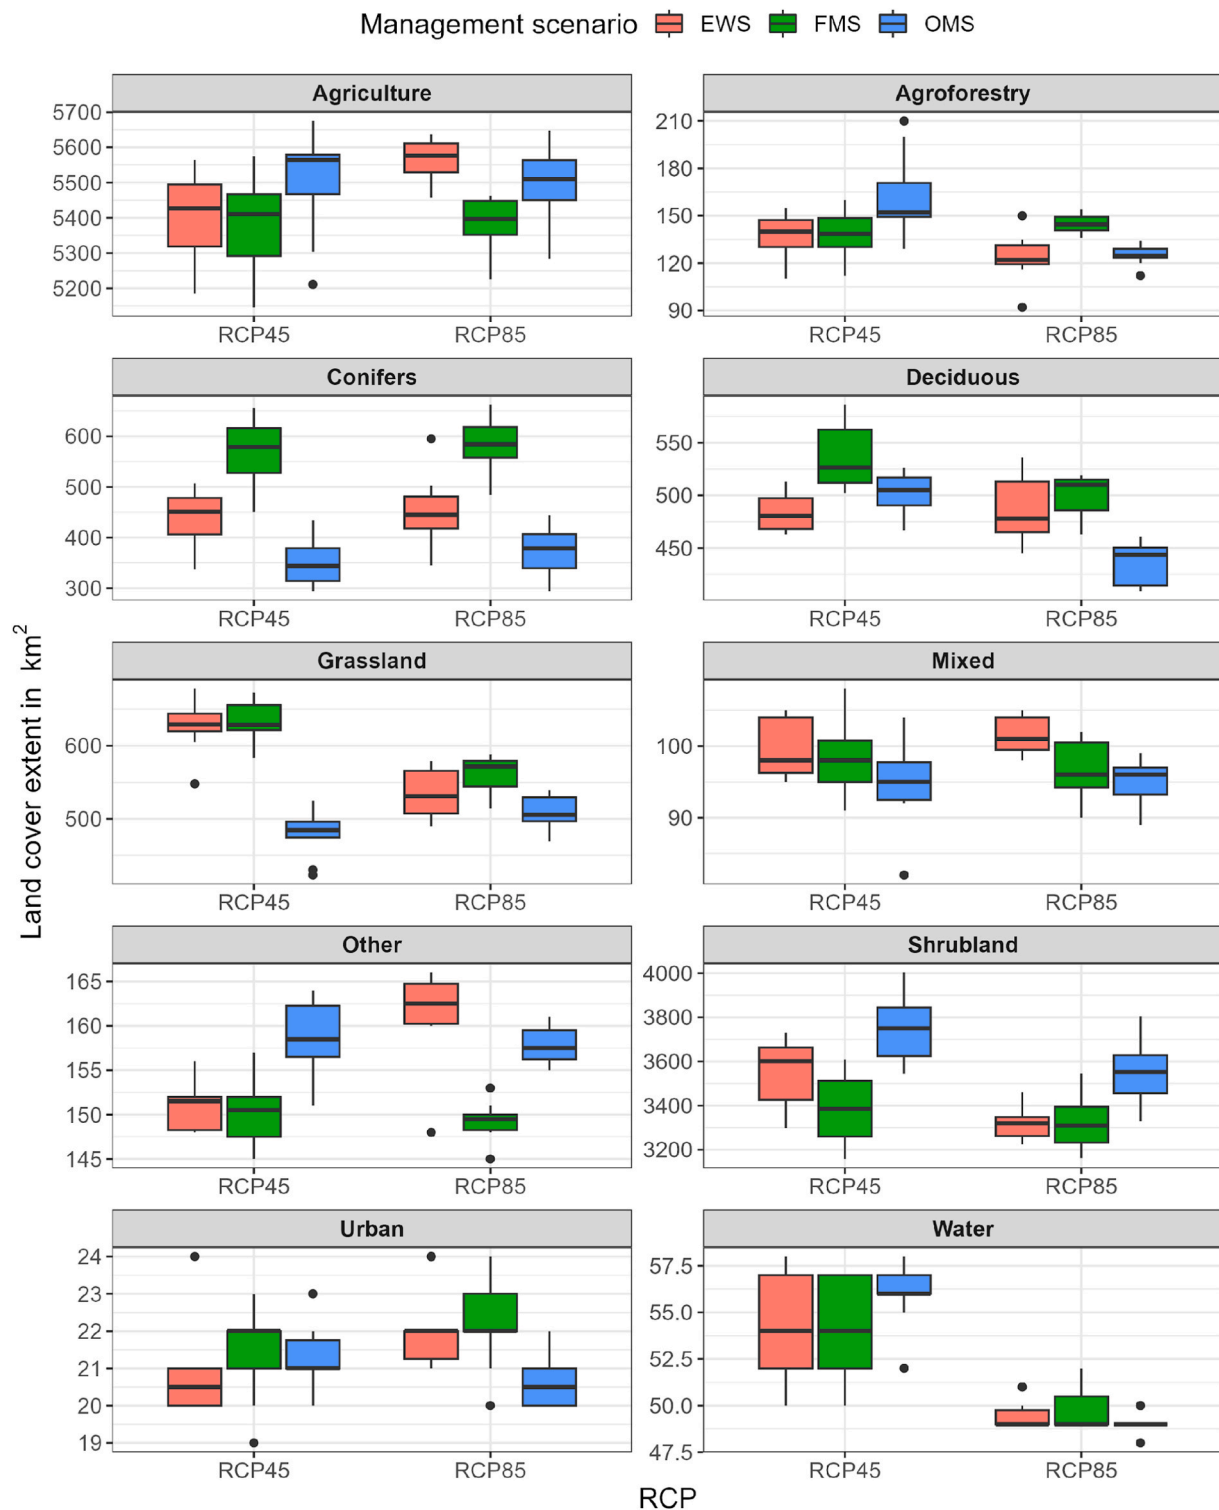 Management scenario EWS FMS OMS
Agriculture
5700
5600
5500
5400
5300
5200
RCP45 RCP85
Agroforestry
210
180
150
120
90
RCP45 RCP85
Conifers
600
500
400
300
RCP45 RCP85
Deciduous
550
500
450
RCP45 RCP85
Land cover extent in km²
Grassland
600
500
RCP45 RCP85
Mixed
100
90
RCP45 RCP85
Other
165
160
155
150
145
RCP45 RCP85
Shrubland
4000
3800
3600
3400
3200
RCP45 RCP85
Urban
24
23
22
21
20
19
RCP45 RCP85
Water
57.5
55.0
52.5
50.0
47.5
RCP45 RCP85
RCP